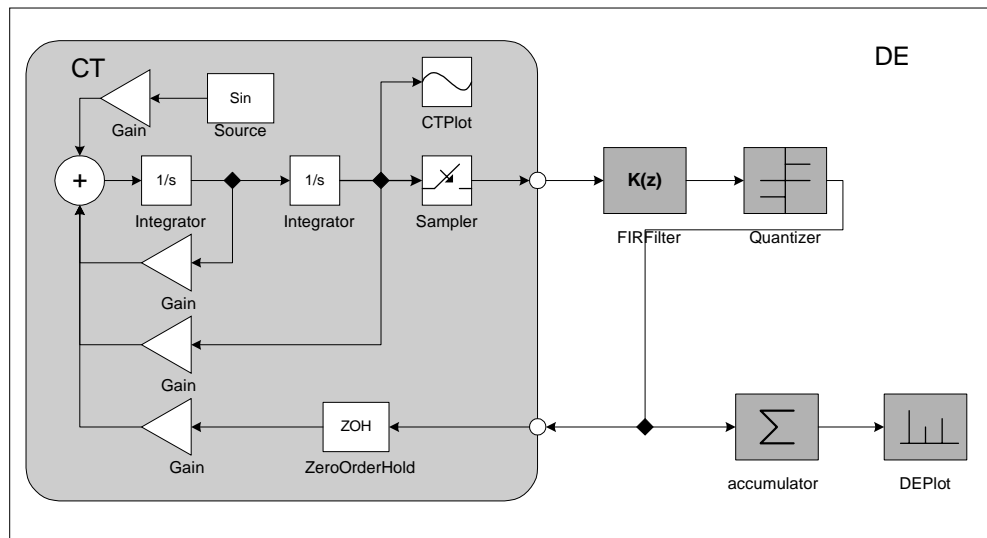 CT
DE
Sin
Gain
Source
CTPlot
+
1/s
1/s
K(z)
Integrator
Integrator
Sampler
FIRFilter
Quantizer
Gain
Gain
ZOH
Σ
Gain
ZeroOrderHold
accumulator
DEPlot